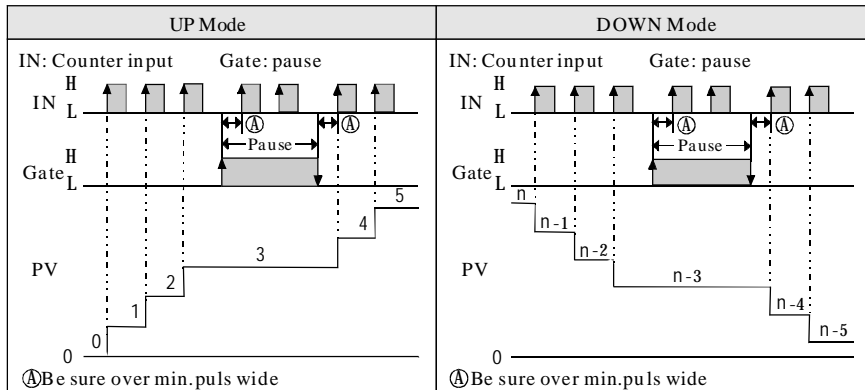 UP Mode
IN: Counter input Gate: pause
H
IN
L
Ⓐ Ⓐ
Pause
H
Gate
L
5
4
3
2
PV
1
0
0
ⒶBe sure over min.puls wide
DOWN Mode
IN: Counter input Gate: pause
H
IN
L
Ⓐ Ⓐ
Pause
H
Gate
L
n
n-1
n-2
PV
n-3
n-4
n-5
0
ⒶBe sure over min.puls wide